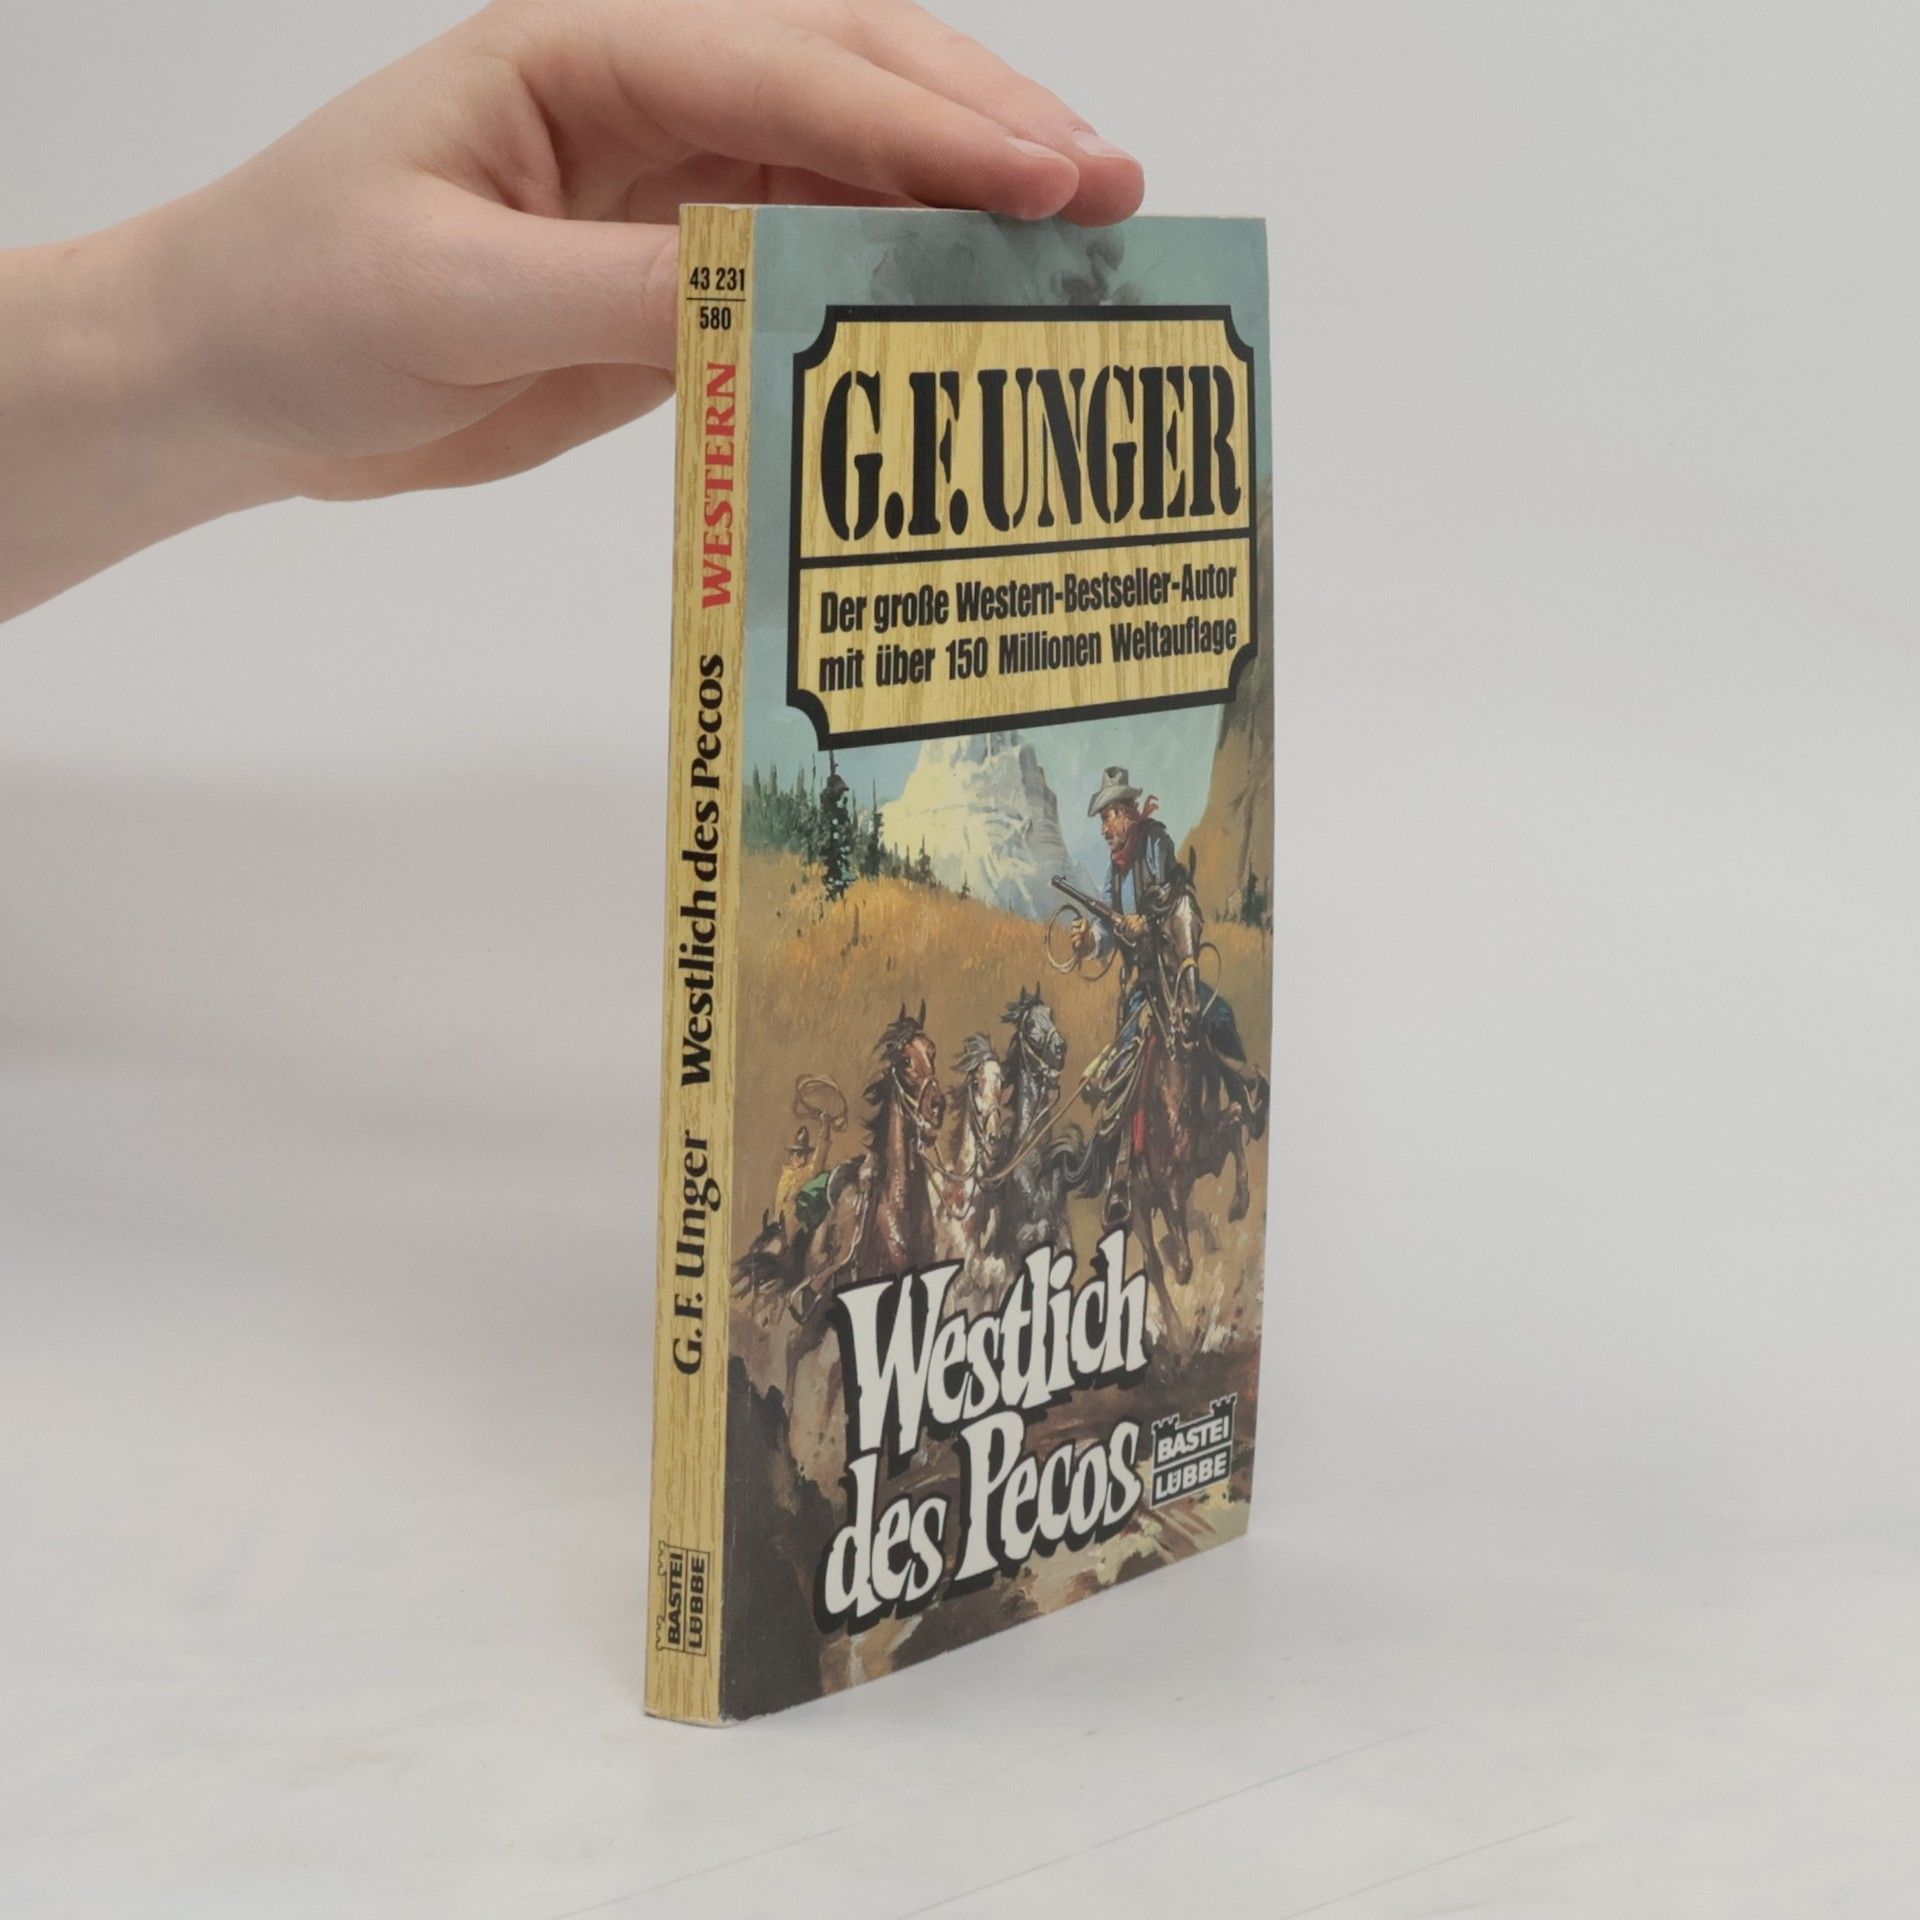 43 231
580
WESTERN
Westlich des Pecos
G. F. Unger
BASTEI
LÜBBE
G.F. UNGER
Der große Western-Bestseller-Autor
mit über 150 Millionen Weltauflage
Westlich
des Pecos
BASTEI
LÜBBE